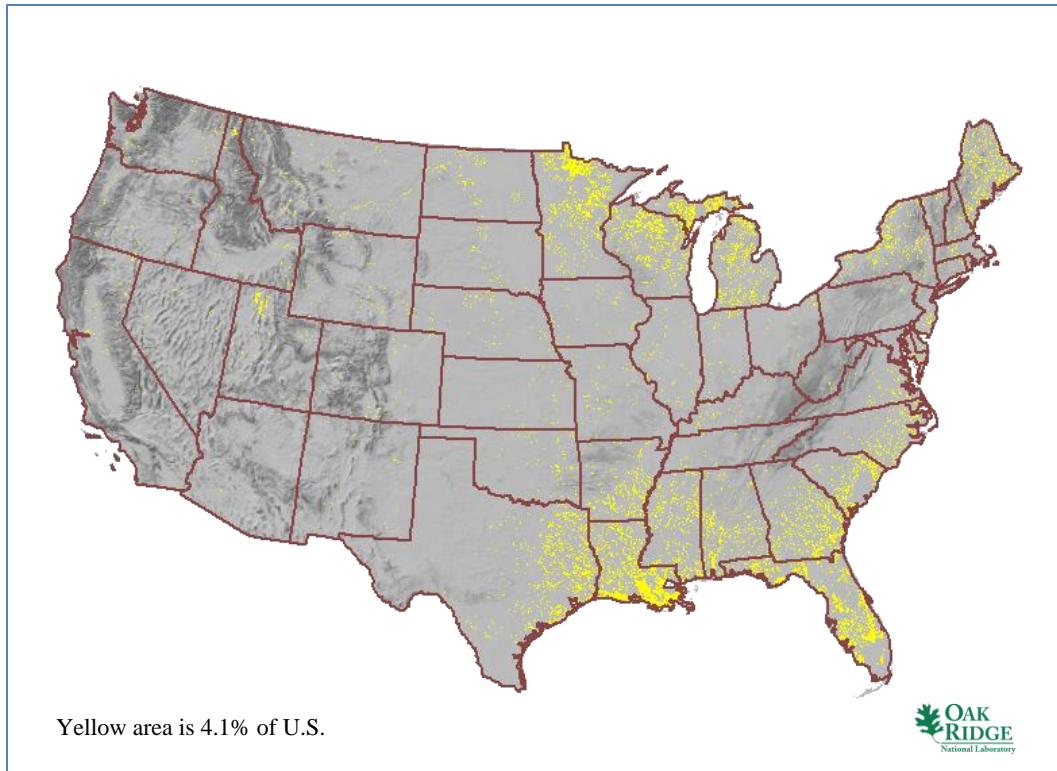 Yellow area is 4.1% of U.S.
OAK
RIDGE
National Laboratory